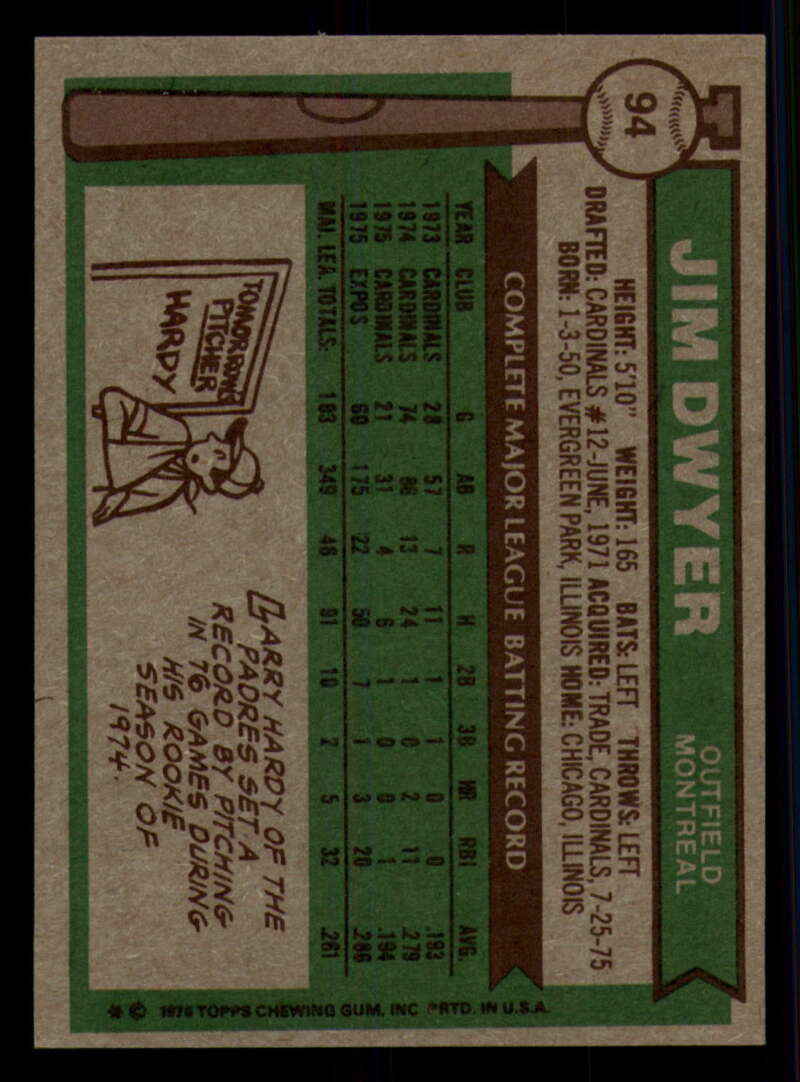 94
JIM DWYER
OUTFIELD
MONTREAL
HEIGHT: 5'10" WEIGHT: 165 BATS: LEFT THROWS: LEFT
DRAFTED: CARDINALS #12-JUNE, 1971 ACQUIRED: TRADE, CARDINALS, 7-25-75
BORN: 1-3-50, EVERGREEN PARK, ILLINOIS HOME: CHICAGO, ILLINOIS
COMPLETE MAJOR LEAGUE BATTING RECORD
YEAR CLUB G AB R H 2B 3B HR RBI AVG.
1973 CARDINALS 28 57 7 11 1 1 0 0 .193
1974 CARDINALS 74 86 13 24 1 0 2 11 .279
1975 CARDINALS 21 31 4 6 1 0 0 1 .194
1975 EXPOS 60 175 22 50 7 1 3 20 .286
MAJ. LEA. TOTALS: 183 349 46 91 10 2 5 32 .261
TOMORROW'S
PITCHER
HARDY
LARRY HARDY OF THE
PADRES SET A
RECORD BY PITCHING
IN 76 GAMES DURING
HIS ROOKIE
SEASON OF
1974.
* © 1976 TOPPS CHEWING GUM, INC. PRTD. IN U.S.A.